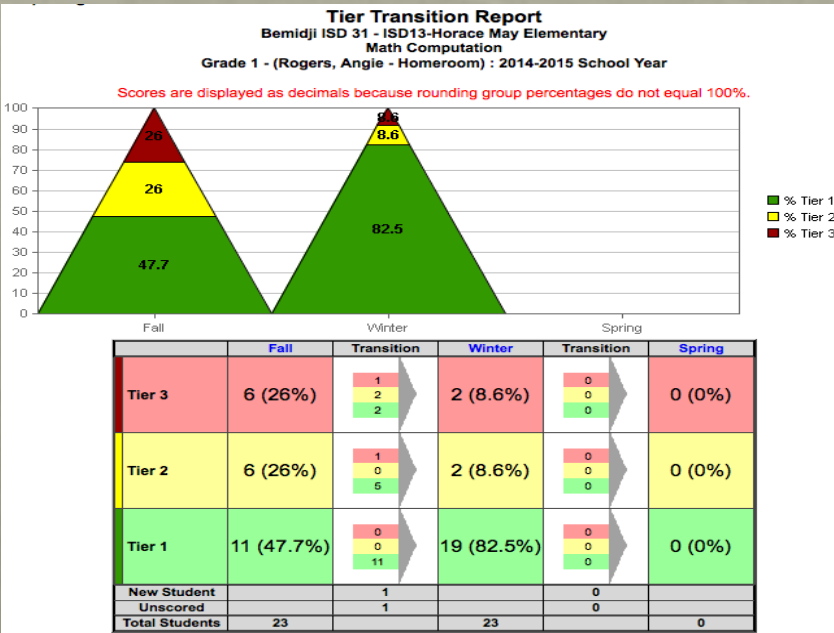 Tier Transition Report
Bemidji ISD 31 - ISD13-Horace May Elementary
Math Computation
Grade 1 - (Rogers, Angie - Homeroom) : 2014-2015 School Year
Scores are displayed as decimals because rounding group percentages do not equal 100%.
100
90
80
70
60
50
40
30
20
10
0
26
26
47.7
8.6
8.6
82.5
% Tier 1
% Tier 2
% Tier 3
Fall Winter Spring
Fall Transition Winter Transition Spring
Tier 3 6 (26%) 1 2 2 2 (8.6%) 0 0 0 0 (0%)
Tier 2 6 (26%) 1 0 5 2 (8.6%) 0 0 0 0 (0%)
Tier 1 11 (47.7%) 0 0 11 19 (82.5%) 0 0 0 0 (0%)
New Student 1 0
Unscored 1 0
Total Students 23 23 0